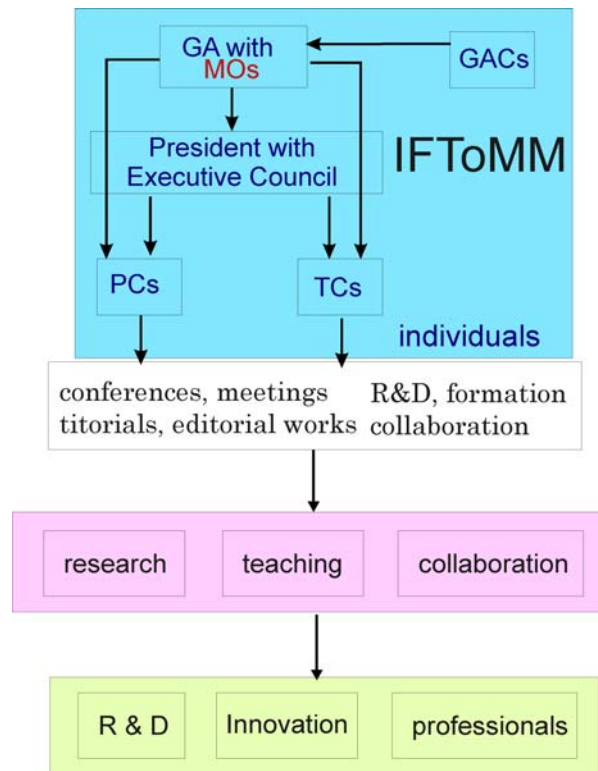 GA with
MOs
GACs
President with
Executive Council
IFToMM
PCs
TCs
individuals
conferences, meetings
titorials, editorial works
R&D, formation
collaboration
research
teaching
collaboration
R & D
Innovation
professionals